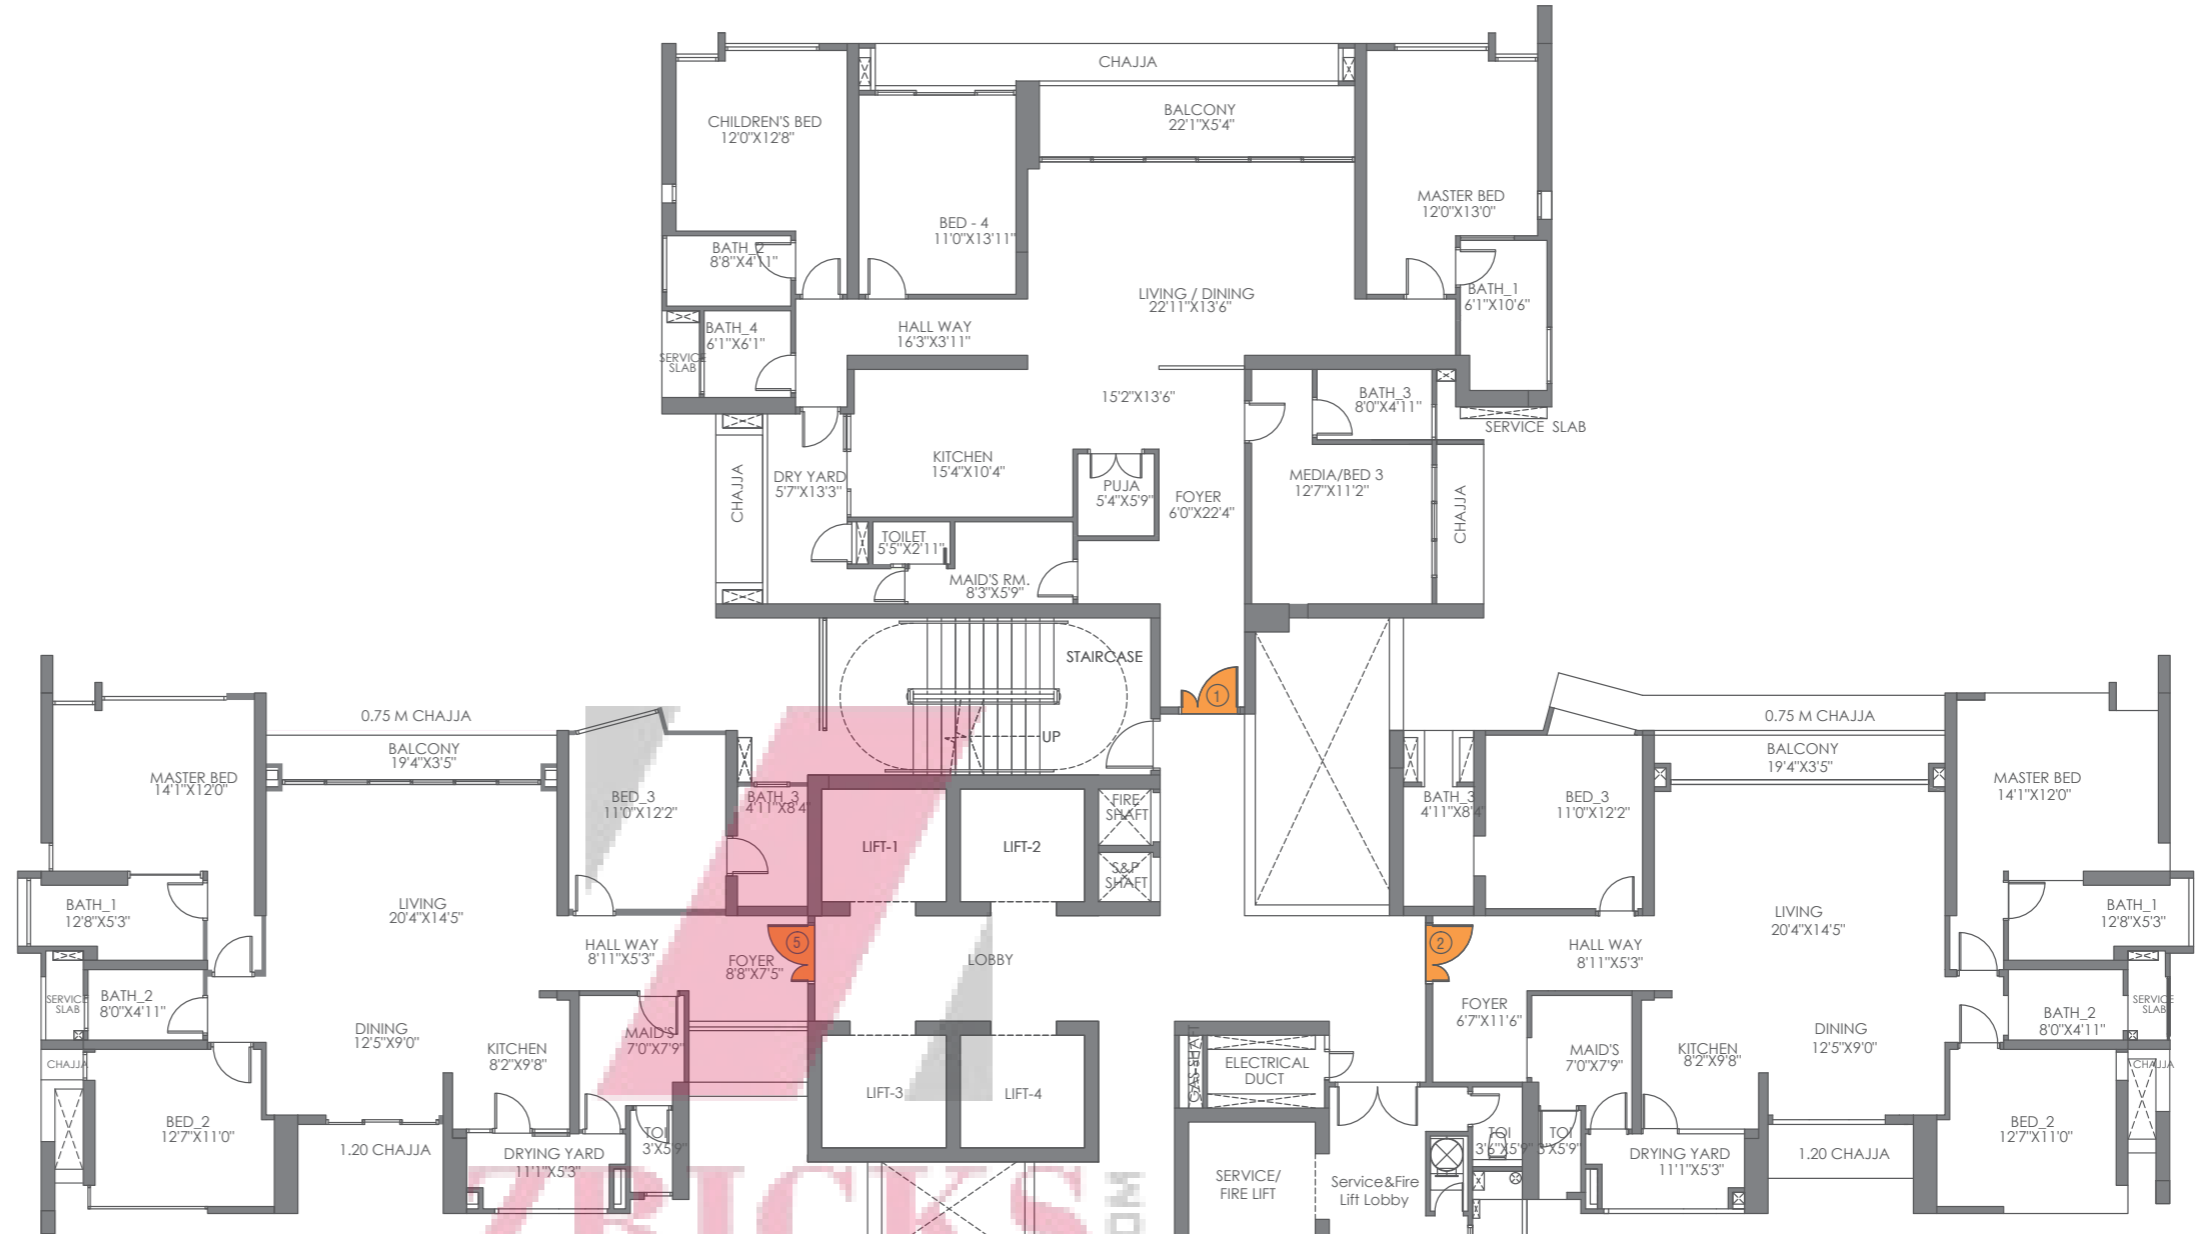 CHAJJA
CHILDREN'S BED
12'0"X12'8"
BALCONY
22'1"X5'4"
BED - 4
11'0"X13'11"
MASTER BED
12'0"X13'0"
BATH_2
8'8"X4'11"
LIVING / DINING
22'11"X13'6"
BATH_1
6'1"X10'6"
BATH_4
6'1"X6'1"
HALL WAY
16'3"X3'11"
SERVICE
SLAB
15'2"X13'6"
BATH_3
8'0"X4'11"
SERVICE SLAB
CHAJJA
DRY YARD
5'7"X13'3"
KITCHEN
15'4"X10'4"
PUJA
5'4"X5'9"
FOYER
6'0"X22'4"
MEDIA/BED 3
12'7"X11'2"
CHAJJA
TOILET
5'5"X2'11"
MAID'S RM.
8'3"X5'9"
STAIRCASE
1
UP
0.75 M CHAJJA
BALCONY
19'4"X3'5"
MASTER BED
14'1"X12'0"
BED_3
11'0"X12'2"
BATH_3
4'11"X8'4"
LIFT-1
LIFT-2
FIRE
SHAFT
S&P
SHAFT
0.75 M CHAJJA
BALCONY
19'4"X3'5"
BATH_3
4'11"X8'4"
BED_3
11'0"X12'2"
MASTER BED
14'1"X12'0"
BATH_1
12'8"X5'3"
LIVING
20'4"X14'5"
HALL WAY
8'11"X5'3"
FOYER
8'8"X7'5"
5
LOBBY
2
HALL WAY
8'11"X5'3"
LIVING
20'4"X14'5"
BATH_1
12'8"X5'3"
SERVICE
SLAB
BATH_2
8'0"X4'11"
DINING
12'5"X9'0"
KITCHEN
8'2"X9'8"
MAID'S
7'0"X7'9"
FOYER
6'7"X11'6"
MAID'S
7'0"X7'9"
KITCHEN
8'2"X9'8"
DINING
12'5"X9'0"
BATH_2
8'0"X4'11"
SERVICE
SLAB
CHAJJA
LIFT-3
LIFT-4
GAS SHAFT
ELECTRICAL
DUCT
CHAJJA
BED_2
12'7"X11'0"
1.20 CHAJJA
DRYING YARD
11'1"X5'3"
TOI
3'X5'9"
TOI
3'6"X5'9"
TOI
3'X5'9"
DRYING YARD
11'1"X5'3"
1.20 CHAJJA
BED_2
12'7"X11'0"
SERVICE/
FIRE LIFT
Service&Fire
Lift Lobby